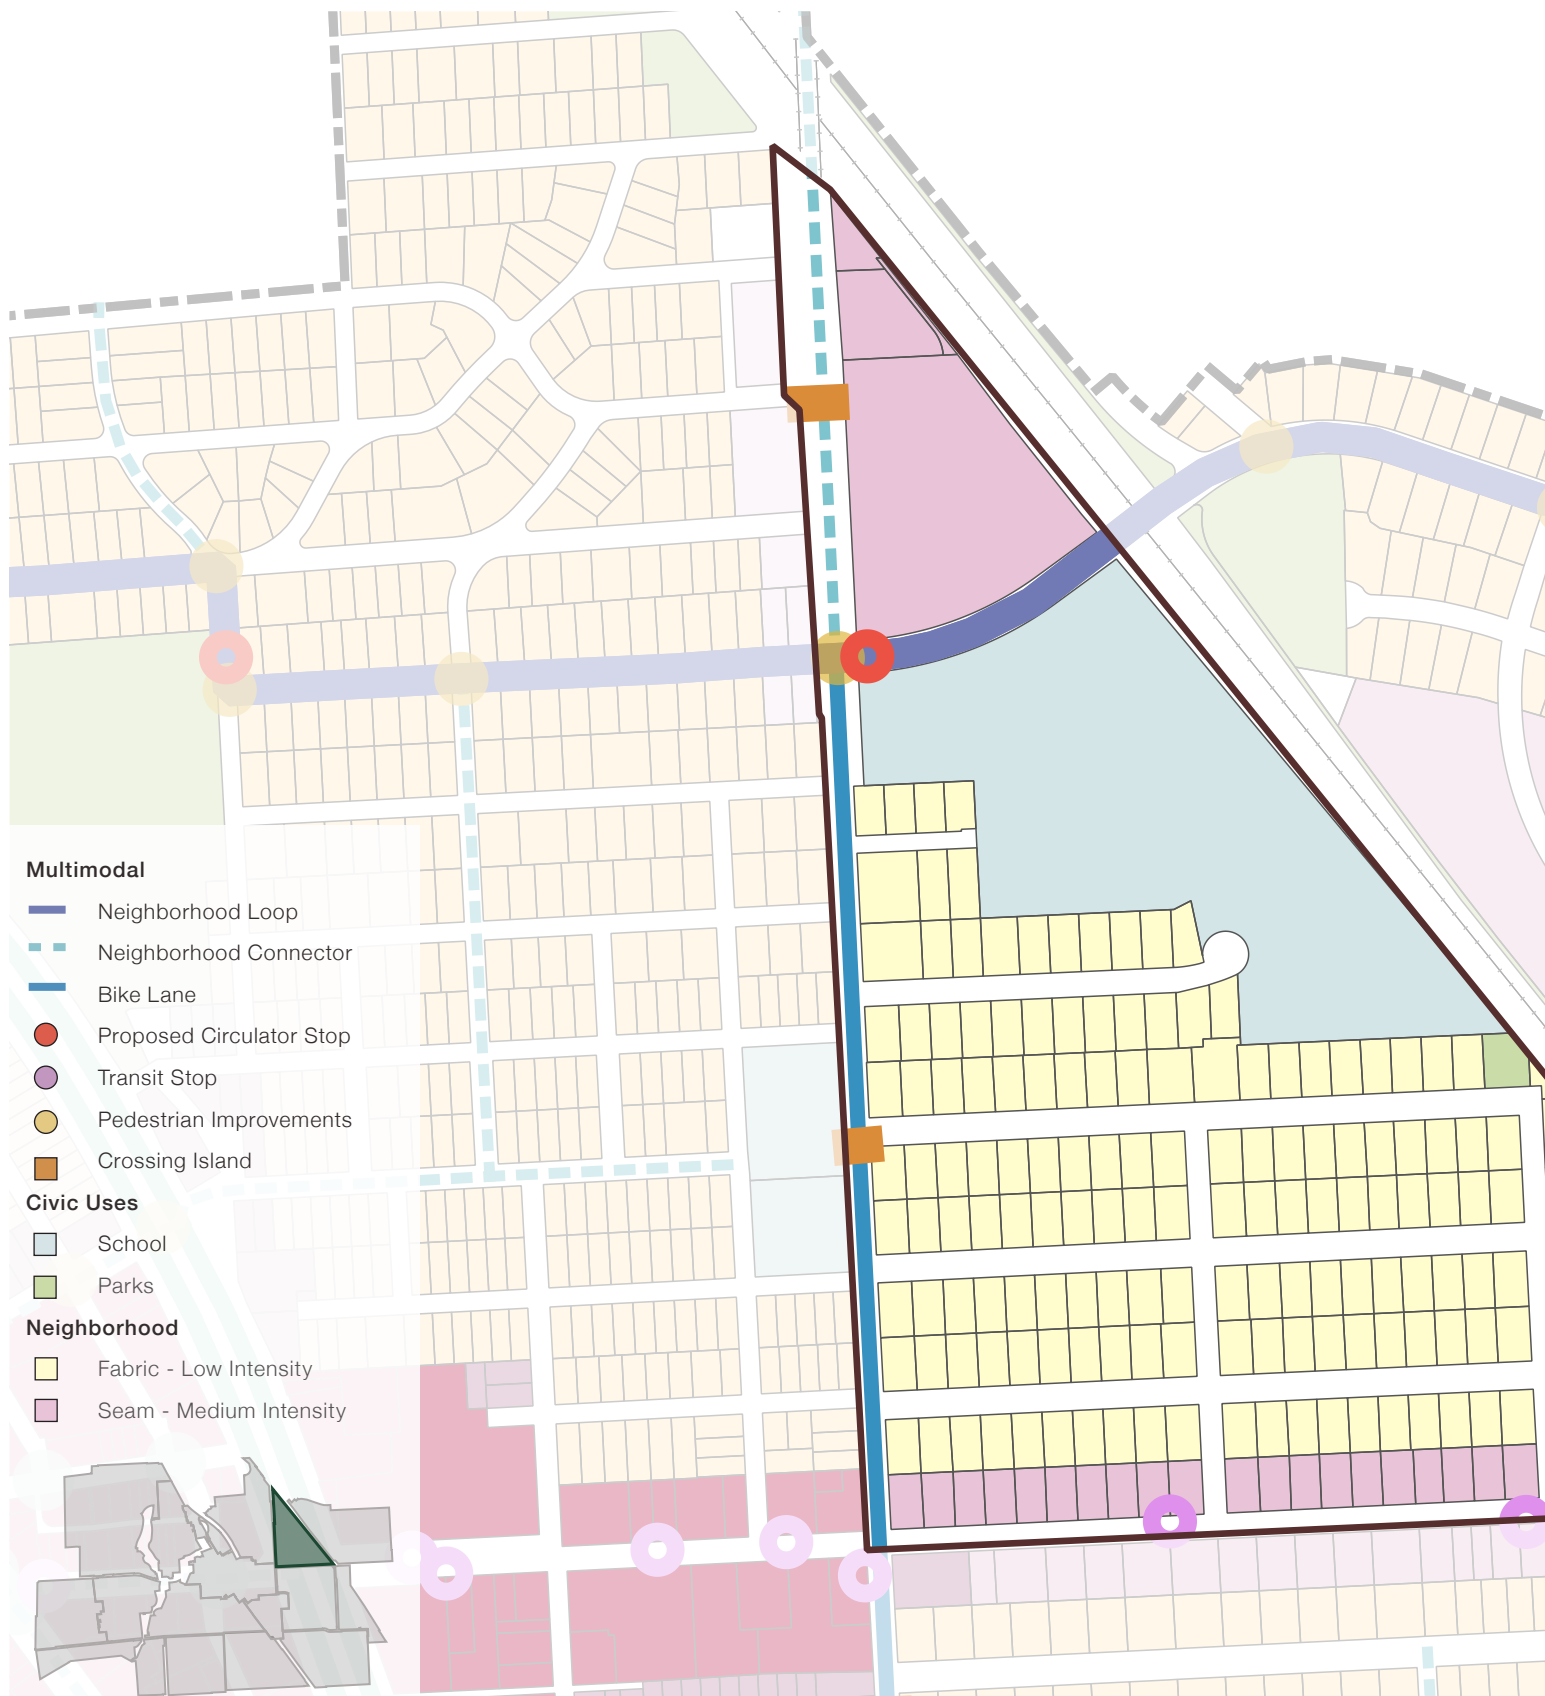 Multimodal
Neighborhood Loop
Neighborhood Connector
Bike Lane
Proposed Circulator Stop
Transit Stop
Pedestrian Improvements
Crossing Island
Civic Uses
School
Parks
Neighborhood
Fabric - Low Intensity
Seam - Medium Intensity